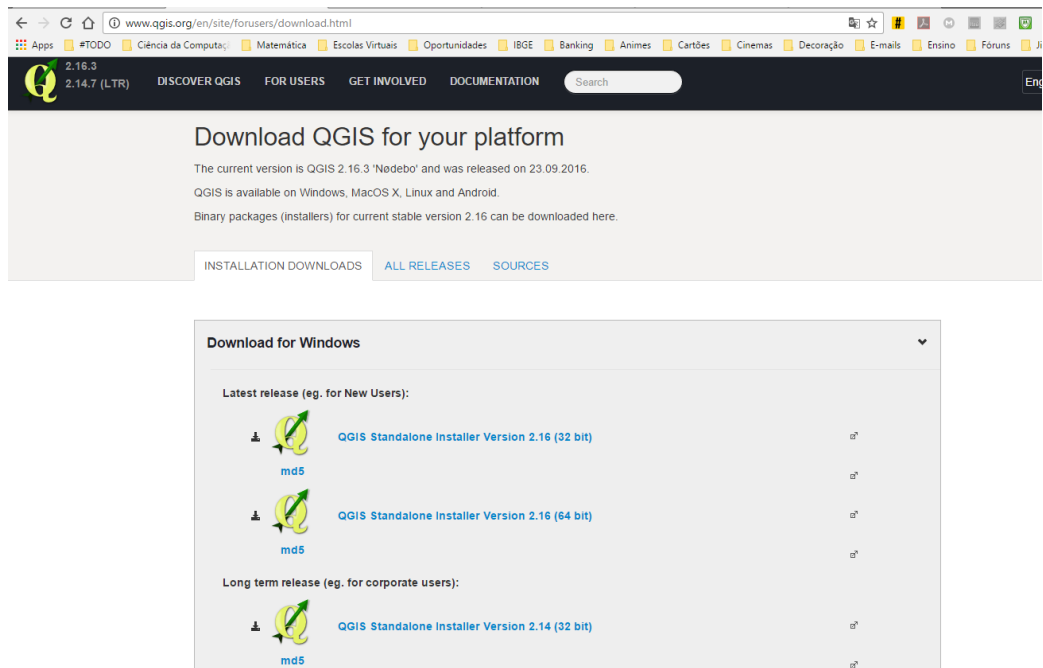 www.qgis.org/en/site/forusers/download.html
Apps #TODO Ciência da Computaç Matemática Escolas Virtuais Oportunidades IBGE Banking Animes Cartões Cinemas Decoração E-mails Ensino Fóruns
2.16.3
2.14.7 (LTR) DISCOVER QGIS FOR USERS GET INVOLVED DOCUMENTATION Search Eng
Download QGIS for your platform
The current version is QGIS 2.16.3 'Nødebo' and was released on 23.09.2016.
QGIS is available on Windows, MacOS X, Linux and Android.
Binary packages (installers) for current stable version 2.16 can be downloaded here.
INSTALLATION DOWNLOADS ALL RELEASES SOURCES
Download for Windows
Latest release (eg. for New Users):
QGIS Standalone Installer Version 2.16 (32 bit)
md5
QGIS Standalone Installer Version 2.16 (64 bit)
md5
Long term release (eg. for corporate users):
QGIS Standalone Installer Version 2.14 (32 bit)
md5